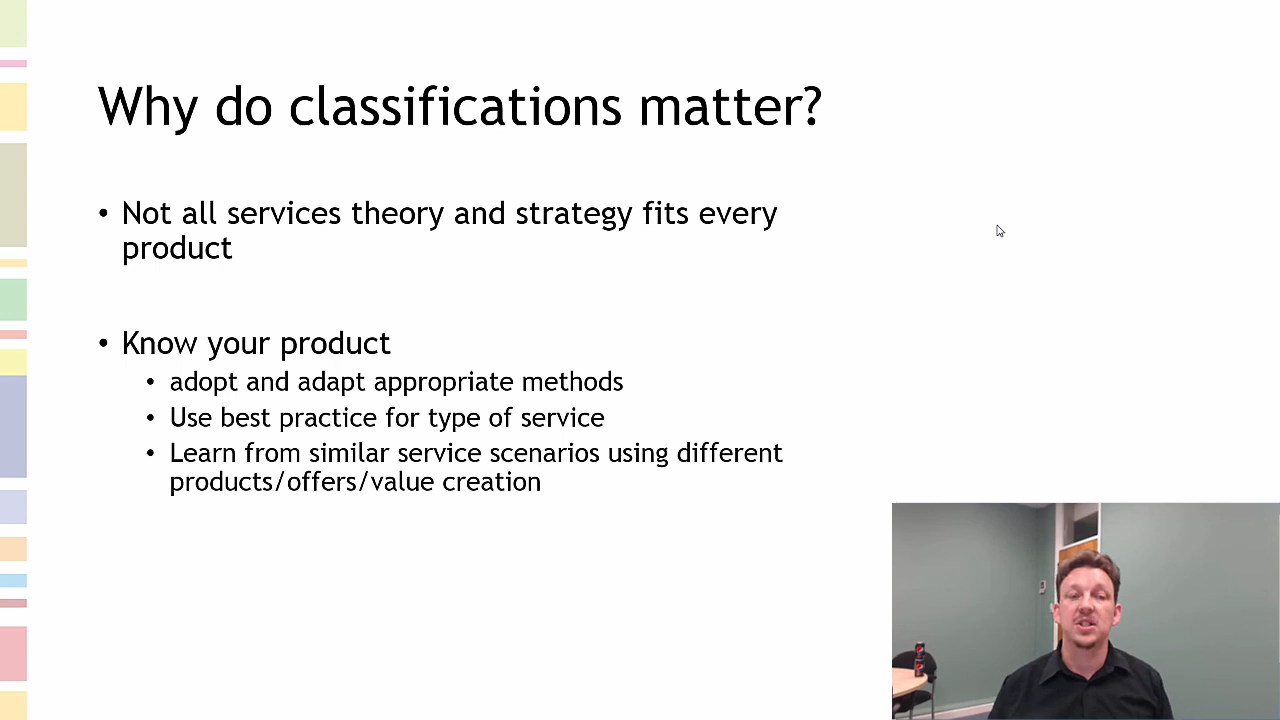 Why do classifications matter?
• Not all services theory and strategy fits every
product
• Know your product
• adopt and adapt appropriate methods
• Use best practice for type of service
• Learn from similar service scenarios using different
products/offers/value creation